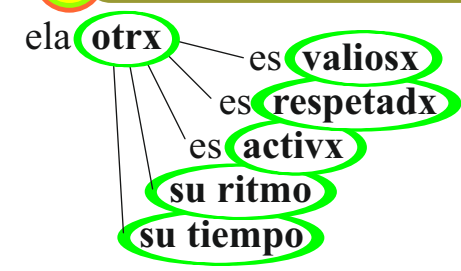 ela otrx
es valiosx
es respetadx
es activx
su ritmo
su tiempo